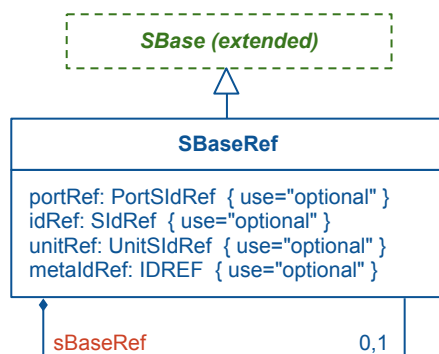 SBase (extended)
SBaseRef
portRef: PortSIdRef { use="optional" }
idRef: SIdRef { use="optional" }
unitRef: UnitSIdRef { use="optional" }
metaIdRef: IDREF { use="optional" }
sBaseRef 0,1